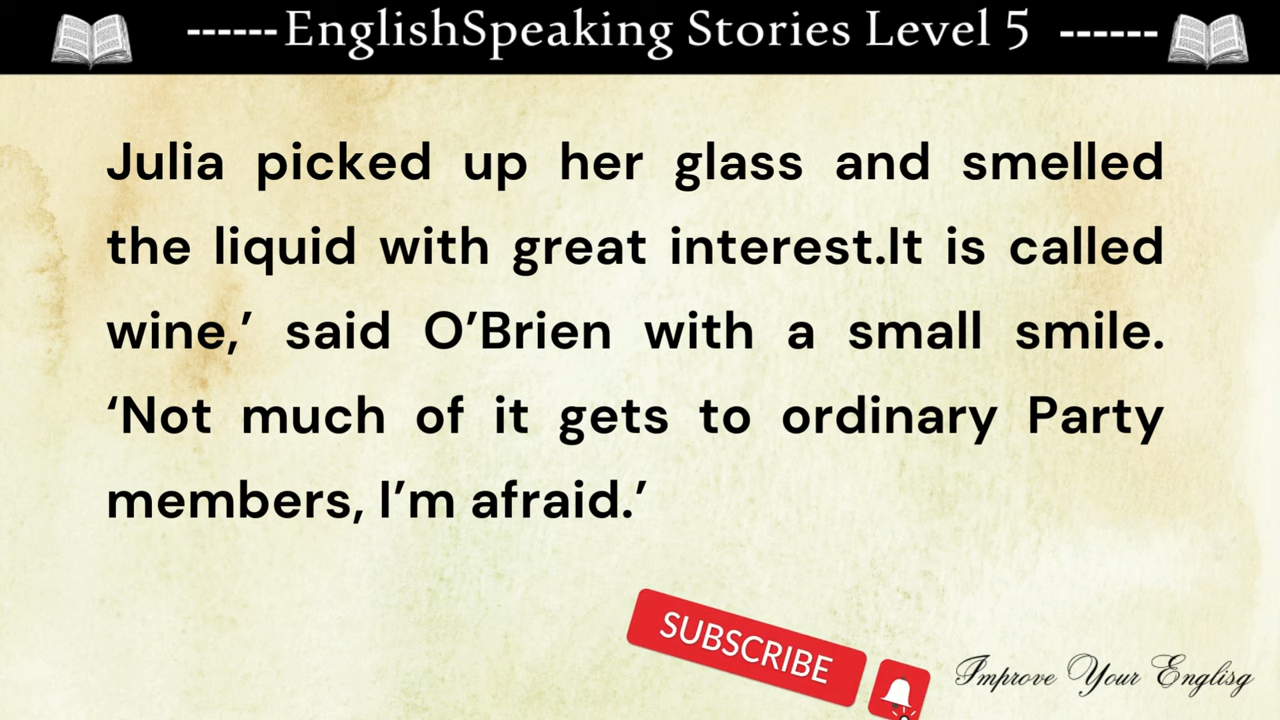 ------EnglishSpeaking Stories Level 5 ------
Julia picked up her glass and smelled
the liquid with great interest.It is called
wine,’ said O’Brien with a small smile.
‘Not much of it gets to ordinary Party
members, I’m afraid.’
SUBSCRIBE
Improve Your Englisg